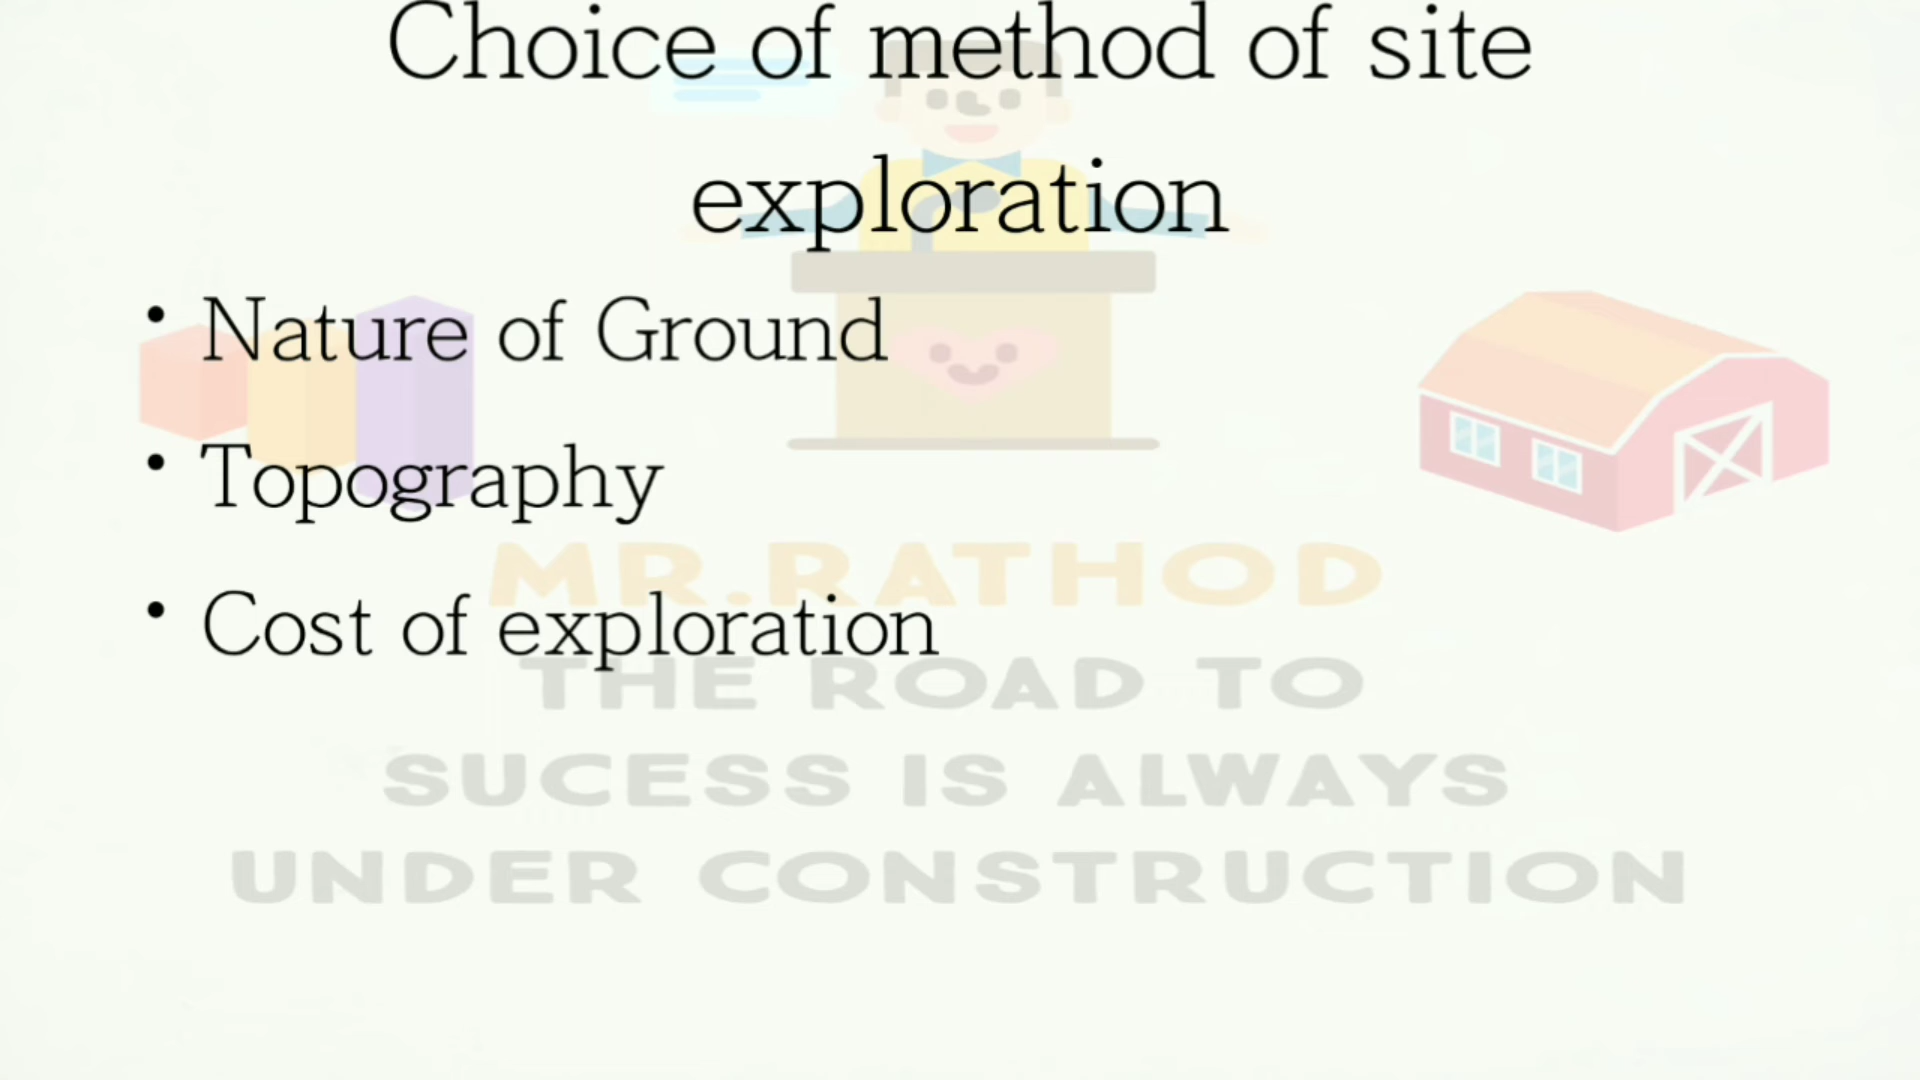 Choice of method of site
exploration
• Nature of Ground
• Topography
• Cost of exploration
MR.RATHOD
THE ROAD TO
SUCESS IS ALWAYS
UNDER CONSTRUCTION